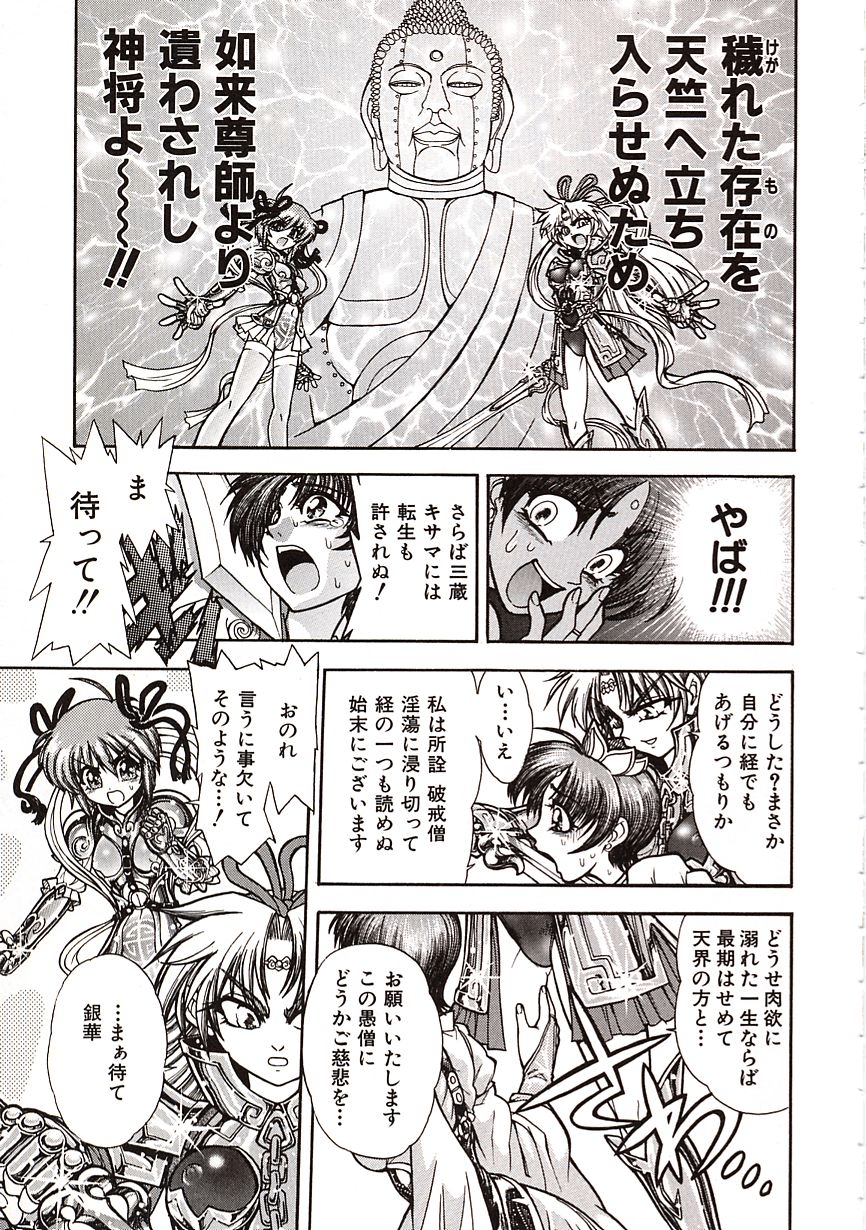 穢れた存在を
けが
もの
天竺へ立ち
入らせぬため
如来尊師より
遺わされし
神将よ〜〜〜!!
やば!!!
さらば三蔵
キサマには
転生も
許されぬ!
ま
待って!!
どうした?まさか
自分に経でも
あげるつもりか
い…いえ
私は所詮 破戒僧
淫蕩に浸り切って
経の一つも読めぬ
始末にございます
おのれ
言うに事欠いて
そのような…!
どうせ肉欲に
溺れた一生ならば
最期はせめて
天界の方と…
さわ。。。
お願いいたします
この愚僧に
どうかご慈悲を…
…まぁ待て
銀華